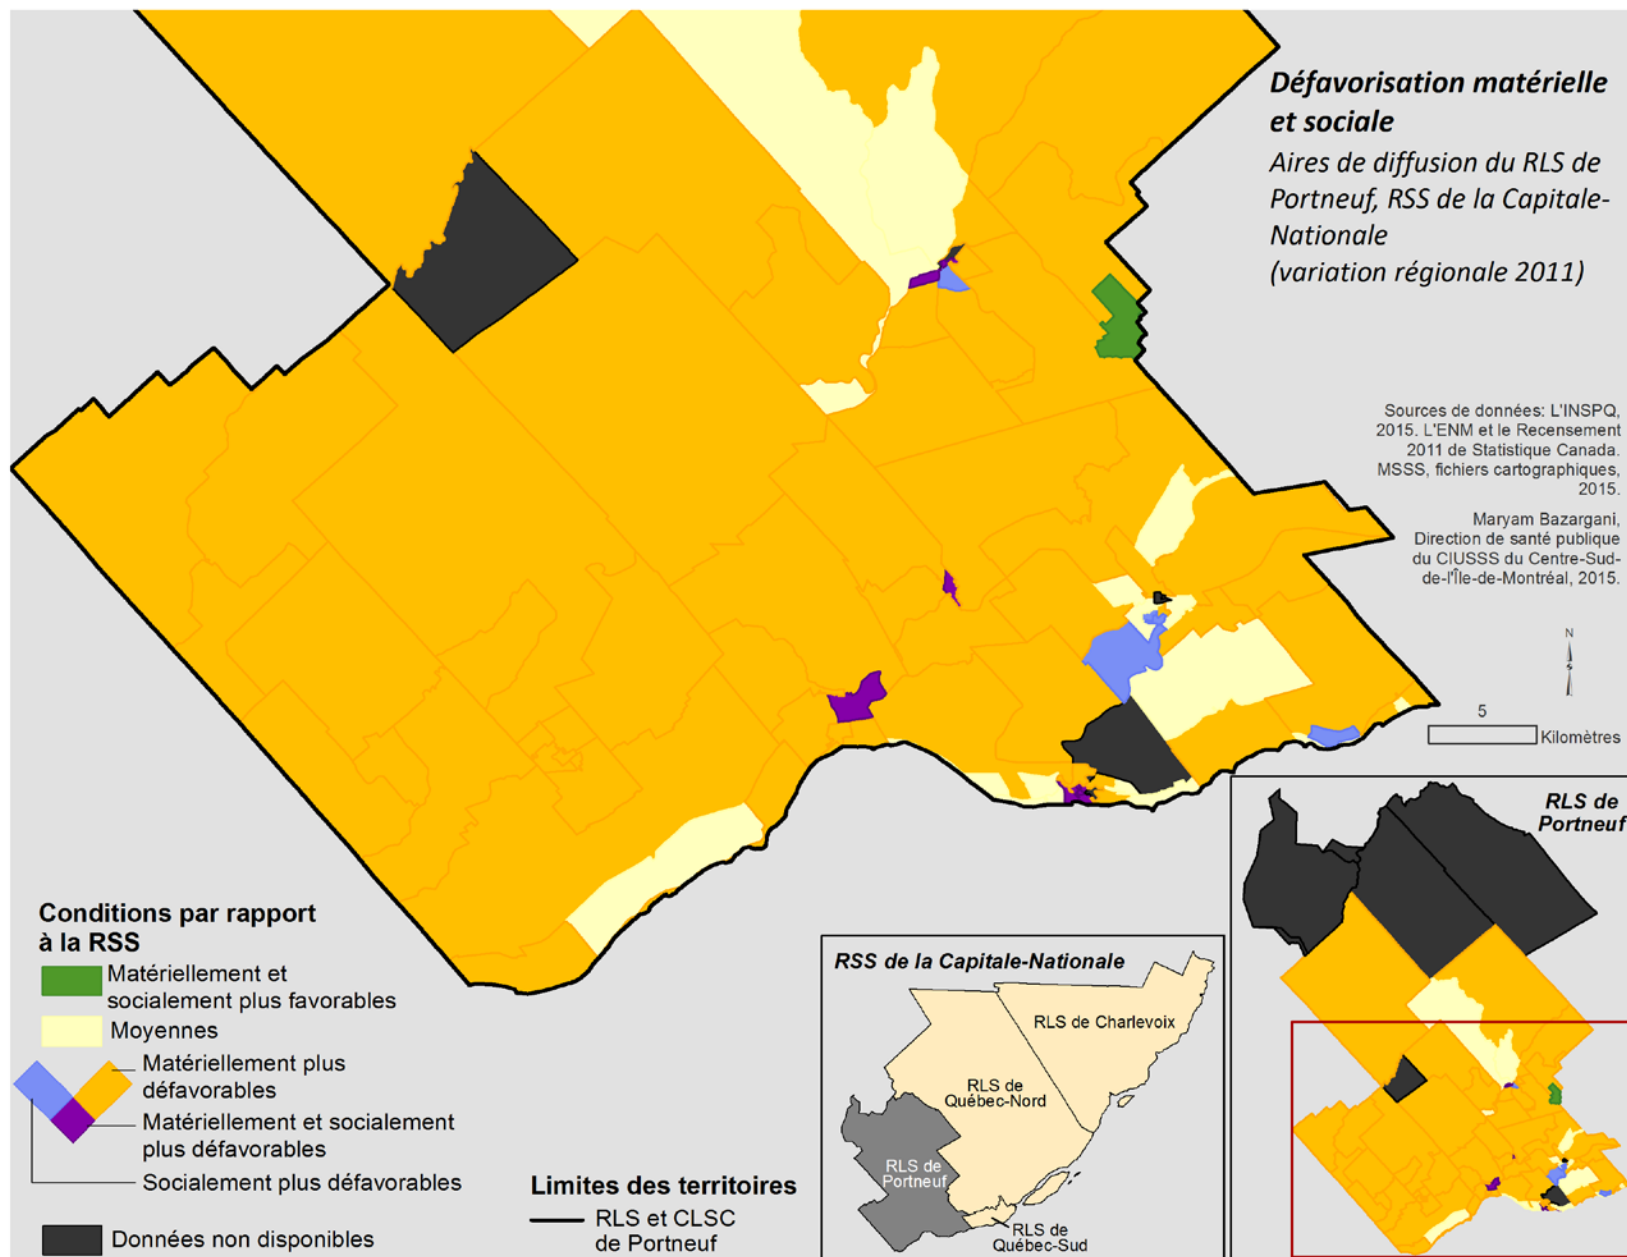 Défavorisation matérielle
et sociale
Aires de diffusion du RLS de
Portneuf, RSS de la Capitale-
Nationale
(variation régionale 2011)
Sources de données: L'INSPQ,
2015. L'ENM et le Recensement
2011 de Statistique Canada.
MSSS, fichiers cartographiques,
2015.
Maryam Bazargani,
Direction de santé publique
du CIUSSS du Centre-Sud-
de-l'Île-de-Montréal, 2015.
N
S
5
Kilomètres
Conditions par rapport
à la RSS
Matériellement et
socialement plus favorables
Moyennes
Matériellement plus
défavorables
Matériellement et socialement
plus défavorables
Socialement plus défavorables
Données non disponibles
Limites des territoires
RLS et CLSC
de Portneuf
RSS de la Capitale-Nationale
RLS de Charlevoix
RLS de
Québec-Nord
RLS de
Portneuf
RLS de
Québec-Sud
RLS de
Portneuf